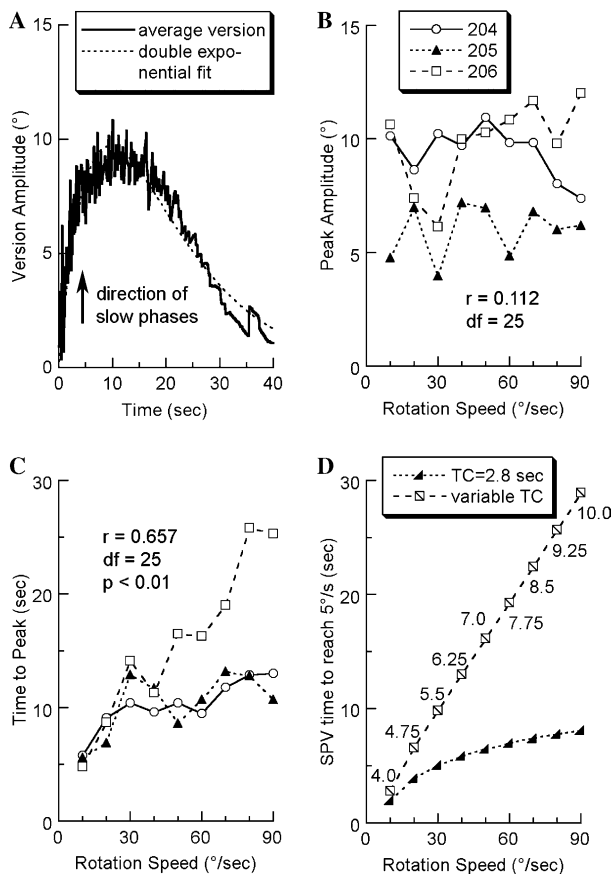 A
average version
double expo-
nential fit
15
10
5
0
Version Amplitude (°)
direction of
slow phases
0 10 20 30 40
Time (sec)
B
204
205
206
15
10
5
0
Peak Amplitude (°)
r = 0.112
df = 25
0 30 60 90
Rotation Speed (°/sec)
C
30
20
10
0
Time to Peak (sec)
r = 0.657
df = 25
p < 0.01
0 30 60 90
Rotation Speed (°/sec)
D
TC=2.8 sec
variable TC
30
20
10
0
SPV time to reach 5°/s (sec)
10.0
9.25
8.5
7.75
7.0
6.25
5.5
4.75
4.0
0 30 60 90
Rotation Speed (°/sec)